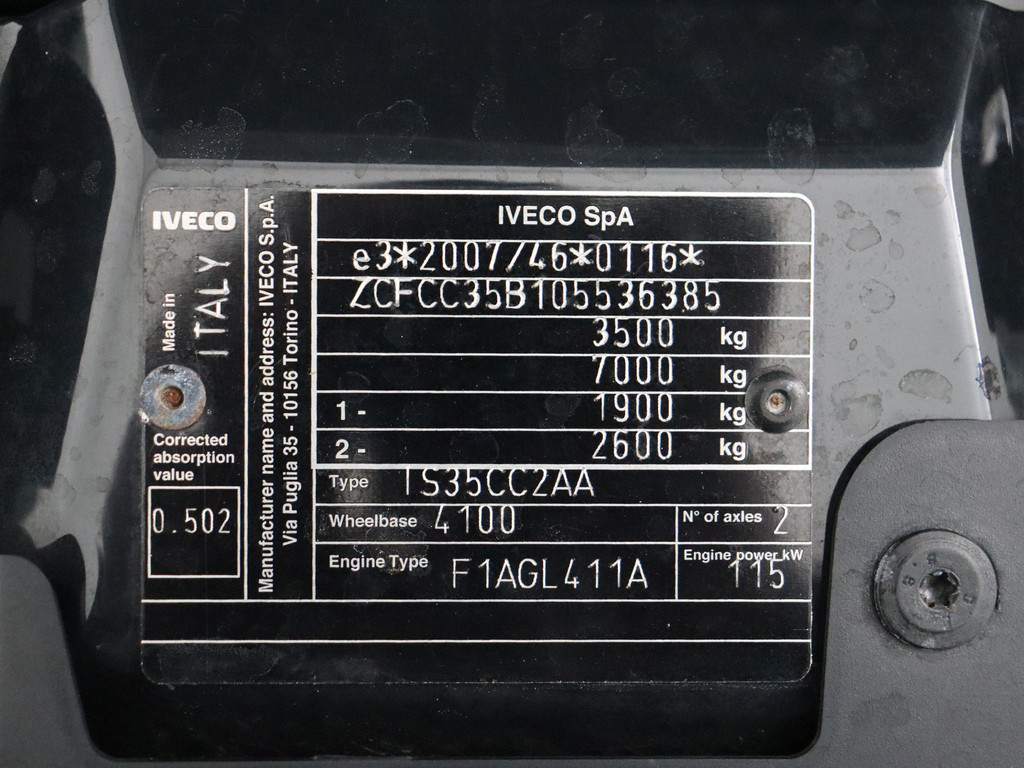 IVECO
Made in
ITALY
Corrected
absorption
value
0.502
Manufacturer name and address: IVECO S.p.A.
Via Puglia 35 - 10156 Torino - ITALY
IVECO SpA
e3*2007/46*0116*
ZCFCC35B105536385
3500 kg
7000 kg
1 - 1900 kg
2 - 2600 kg
Type IS35CC2AA
Wheelbase 4100 N° of axles 2
Engine Type F1AGL411A Engine power kW 115